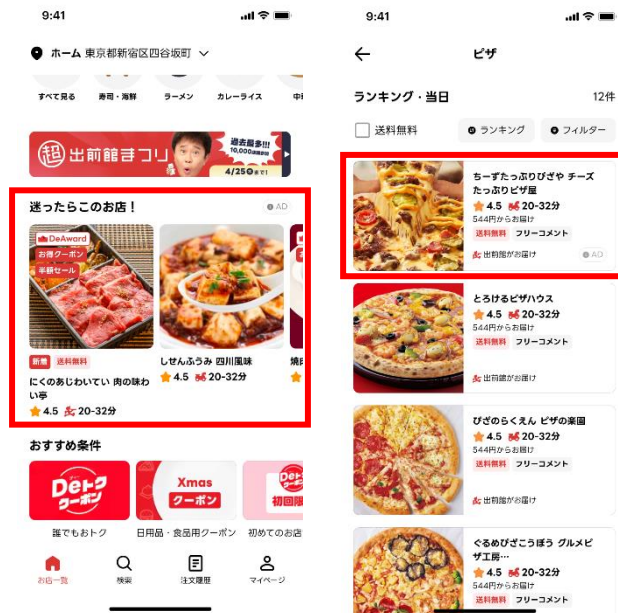 9:41
ホーム 東京都新宿区四谷坂町
すべて見る 寿司・海鮮 ラーメン カレーライス
超 出前館まつり
過去最多!!!
4/25
まで!
迷ったらこのお店！
AD
DeAward
お得クーポン
半額セール
新着 送料無料
にくのあじわいてい 肉の味わ
い亭
4.5 20-32分
しせんふうみ 四川風味
4.5 20-32分
おすすめ条件
Deトク
クーポン
Xmas
クーポン
誰でもおトク
日用品・食品用クーポン
初めてのお店
お店一覧 検索 注文履歴 マイページ
9:41
ピザ
ランキング・当日 12件
送料無料 ランキング フィルター
ちーずたっぷりぴざや チーズ
たっぷりピザ屋
4.5 20-32分
544円からお届け
送料無料 フリーコメント
出前館がお届け AD
とろけるピザハウス
4.5 20-32分
544円からお届け
送料無料 フリーコメント
出前館がお届け
ぴざのらくえん ピザの楽園
4.5 20-32分
544円からお届け
送料無料 フリーコメント
出前館がお届け
ぐるめぴざこうぼう グルメピ
ザ工房…
4.5 20-32分
544円からお届け
送料無料 フリーコメント